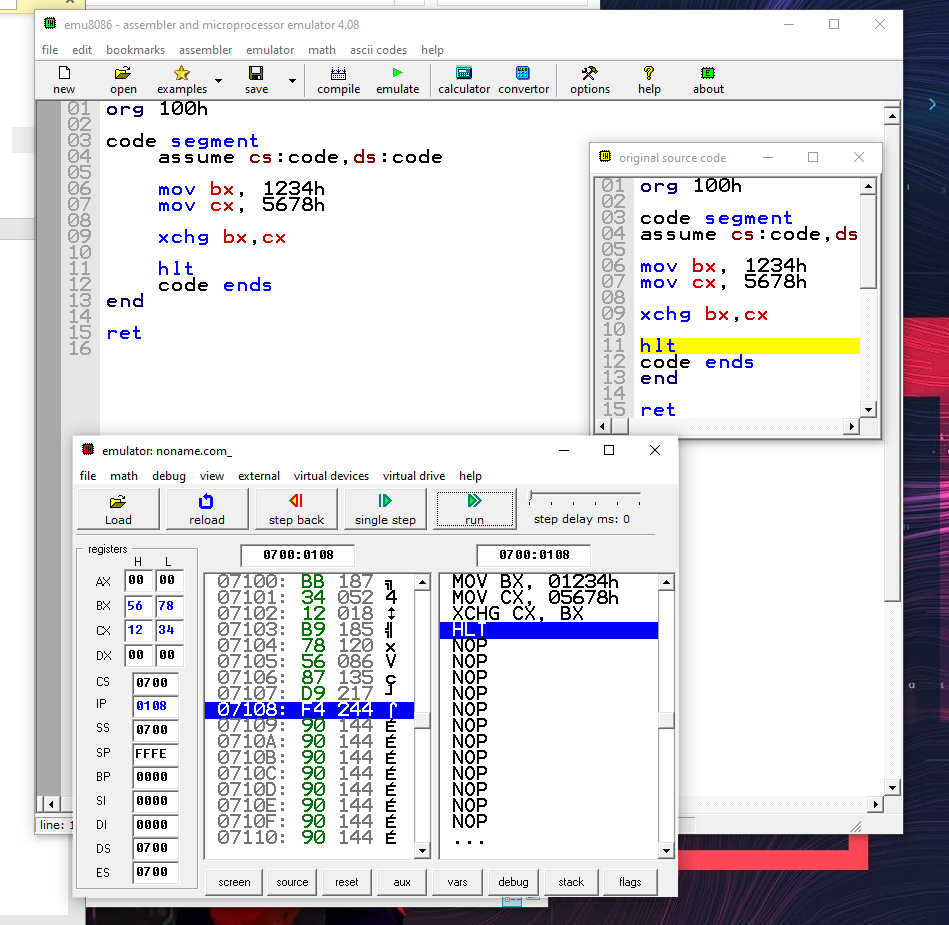 emu8086 - assembler and microprocessor emulator 4.08
file edit bookmarks assembler emulator math ascii codes help
new open examples save compile emulate calculator convertor options help about
01 org 100h
02
03 code segment
04 assume cs:code,ds:code
05
06 mov bx, 1234h
07 mov cx, 5678h
08
09 xchg bx,cx
10
11 hlt
12 code ends
13 end
14
15 ret
16
line: 1
original source code
01 org 100h
02
03 code segment
04 assume cs:code,ds
05
06 mov bx, 1234h
07 mov cx, 5678h
08
09 xchg bx,cx
10
11 hlt
12 code ends
13 end
14
15 ret
emulator: noname.com_
file math debug view external virtual devices virtual drive help
Load reload step back single step run step delay ms: 0
registers
H L
AX 00 00
BX 56 78
CX 12 34
DX 00 00
CS 0700
IP 0108
SS 0700
SP FFFE
BP 0000
SI 0000
DI 0000
DS 0700
ES 0700
0700:0108
07100: BB 187 ╗
07101: 34 052 4
07102: 12 018 ↕
07103: B9 185 ╣
07104: 78 120 x
07105: 56 086 V
07106: 87 135 ç
07107: D9 217 ┘
07108: F4 244 ⌠
07109: 90 144 É
0710A: 90 144 É
0710B: 90 144 É
0710C: 90 144 É
0710D: 90 144 É
0710E: 90 144 É
0710F: 90 144 É
07110: 90 144 É
0700:0108
MOV BX, 01234h
MOV CX, 05678h
XCHG CX, BX
HLT
NOP
NOP
NOP
NOP
NOP
NOP
NOP
NOP
NOP
NOP
NOP
NOP
...
screen source reset aux vars debug stack flags